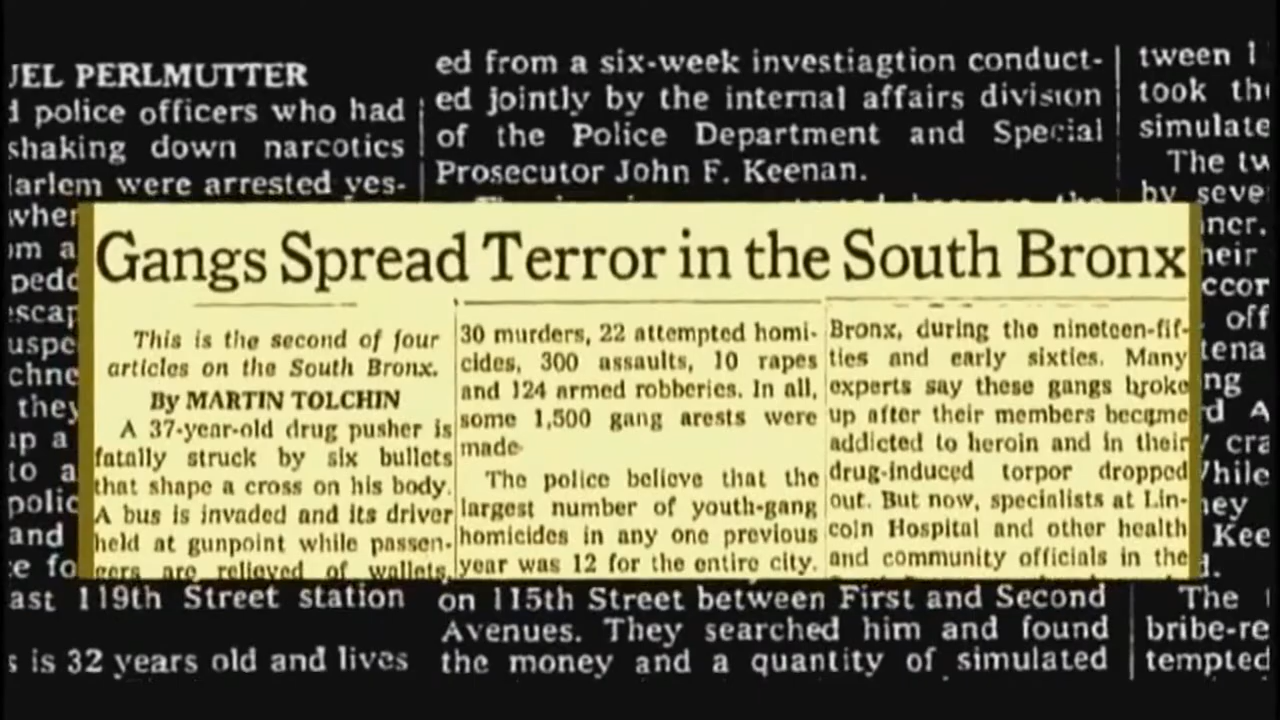 UEL PERLMUTTER
d police officers who had
shaking down narcotics
arlem were arrested yes-
ed from a six-week investiagtion conduct-
ed jointly by the internal affairs division
of the Police Department and Special
Prosecutor John F. Keenan.
tween 1
took th
simulate
The tw
by seve
Gangs Spread Terror in the South Bronx
This is the second of four
articles on the South Bronx.
By MARTIN TOLCHIN
A 37-year-old drug pusher is
fatally struck by six bullets
that shape a cross on his body.
A bus is invaded and its driver
held at gunpoint while passen-
gers are relieved of wallets,
30 murders, 22 attempted homi-
cides, 300 assaults, 10 rapes
and 124 armed robberies. In all,
some 1,500 gang arests were
made
The police believe that the
largest number of youth-gang
homicides in any one previous
year was 12 for the entire city.
Bronx, during the nineteen-fif-
ties and early sixties. Many
experts say these gangs broke
up after their members became
addicted to heroin and in their
drug-induced torpor dropped
out. But now, specialists at Lin-
coln Hospital and other health
and community officials in the
ast 119th Street station
s is 32 years old and lives
on 115th Street between First and Second
Avenues. They searched him and found
the money and a quantity of simulated
The
bribe-re
tempted